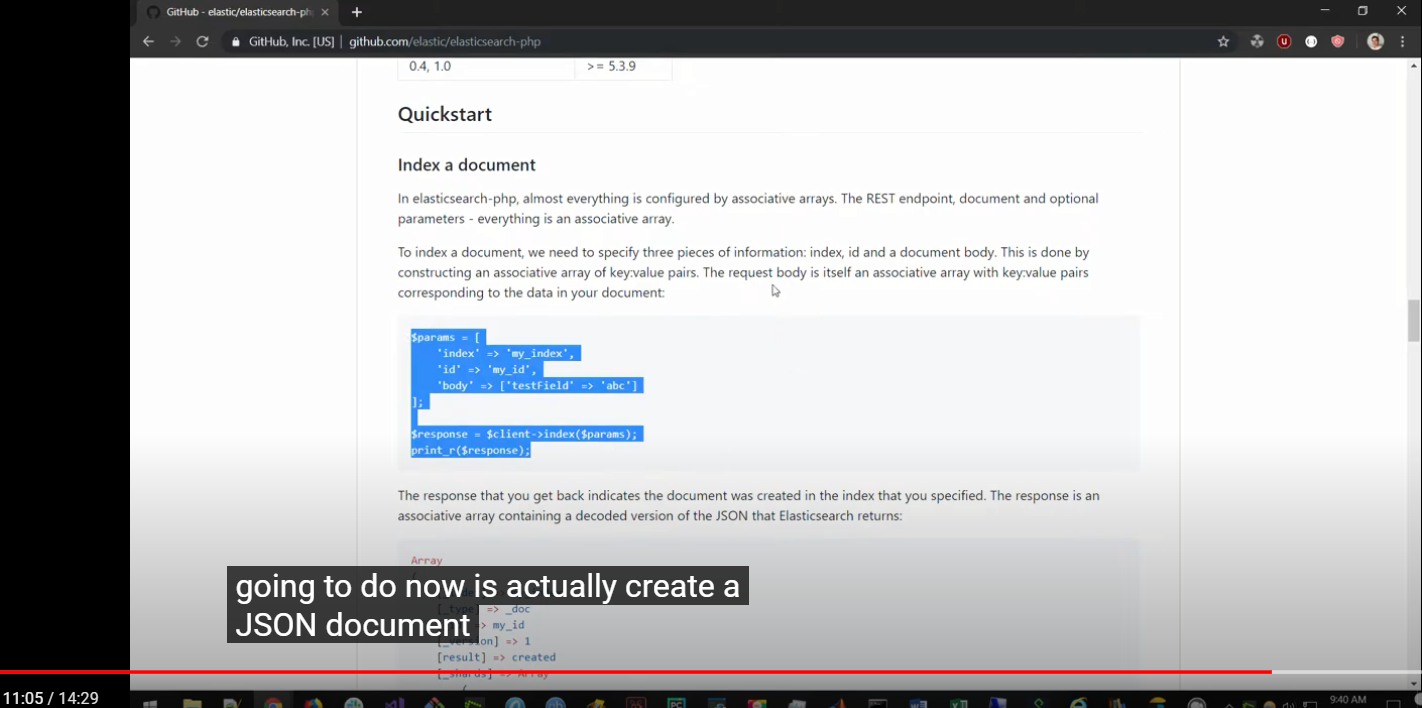 GitHub - elastic/elasticsearch-ph
GitHub, Inc. [US] | github.com/elastic/elasticsearch-php
0.4, 1.0 >= 5.3.9
Quickstart
Index a document
In elasticsearch-php, almost everything is configured by associative arrays. The REST endpoint, document and optional
parameters - everything is an associative array.
To index a document, we need to specify three pieces of information: index, id and a document body. This is done by
constructing an associative array of key:value pairs. The request body is itself an associative array with key:value pairs
corresponding to the data in your document:
$params = [
'index' => 'my_index',
'id' => 'my_id',
'body' => ['testField' => 'abc']
];
$response = $client->index($params);
print_r($response);
The response that you get back indicates the document was created in the index that you specified. The response is an
associative array containing a decoded version of the JSON that Elasticsearch returns:
Array
going to do now is actually create a
=> _doc
JSON document
=> my_id
=> 1
[result] => created
[_shards] => Array
(
11:05 / 14:29
9:40 AM